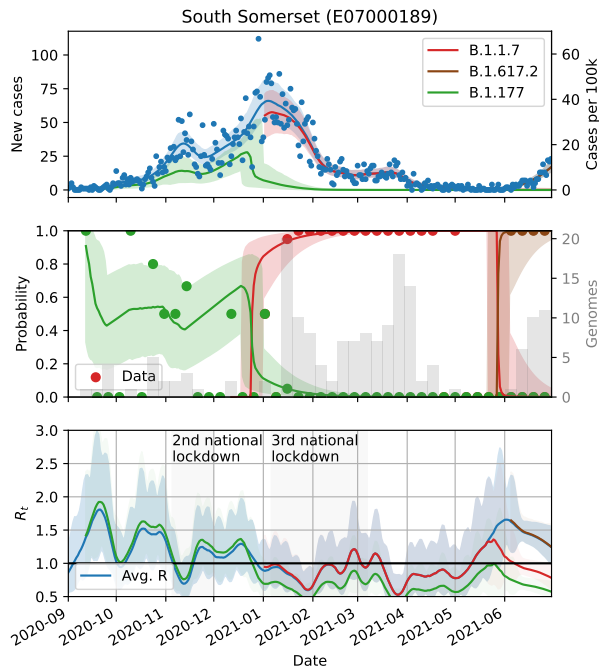 South Somerset (E07000189)
New cases
100
75
50
25
0
B.1.1.7
B.1.617.2
B.1.177
60
40
20
0
Cases per 100k
Probability
1.0
0.8
0.6
0.4
0.2
0.0
Data
20
15
10
5
0
Genomes
R_t
3.0
2.5
2.0
1.5
1.0
0.5
2nd national
lockdown
3rd national
lockdown
Avg. R
2020-09
2020-10
2020-11
2020-12
2021-01
2021-02
2021-03
2021-04
2021-05
2021-06
Date